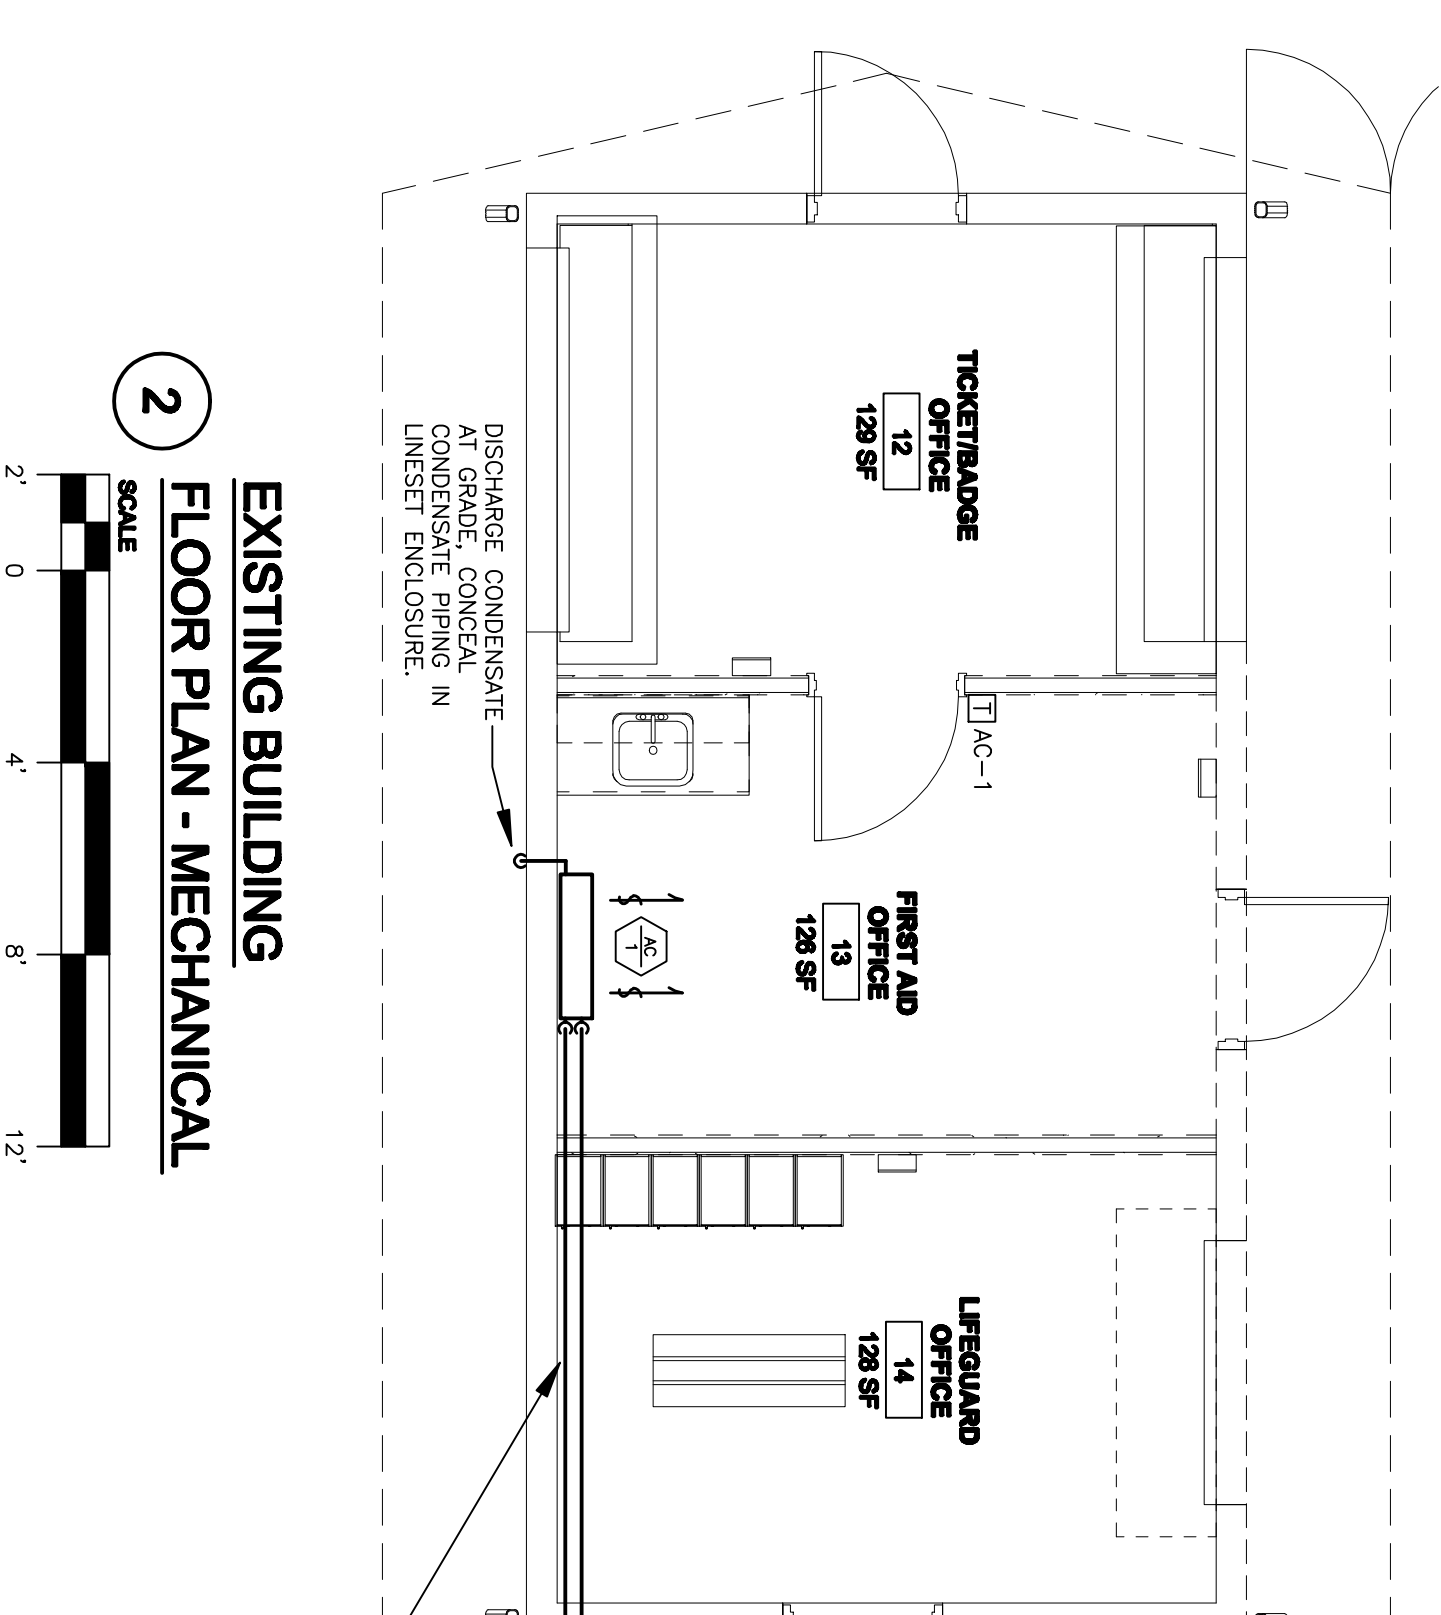 TICKET/BADGE
OFFICE
12
129 SF
T
AC-1
FIRST AID
OFFICE
13
126 SF
AC
1
LIFEGUARD
OFFICE
14
128 SF
DISCHARGE CONDENSATE
AT GRADE, CONCEAL
CONDENSATE PIPING IN
LINESET ENCLOSURE.
2
EXISTING BUILDING
FLOOR PLAN - MECHANICAL
SCALE
2' 0 4' 8' 12'